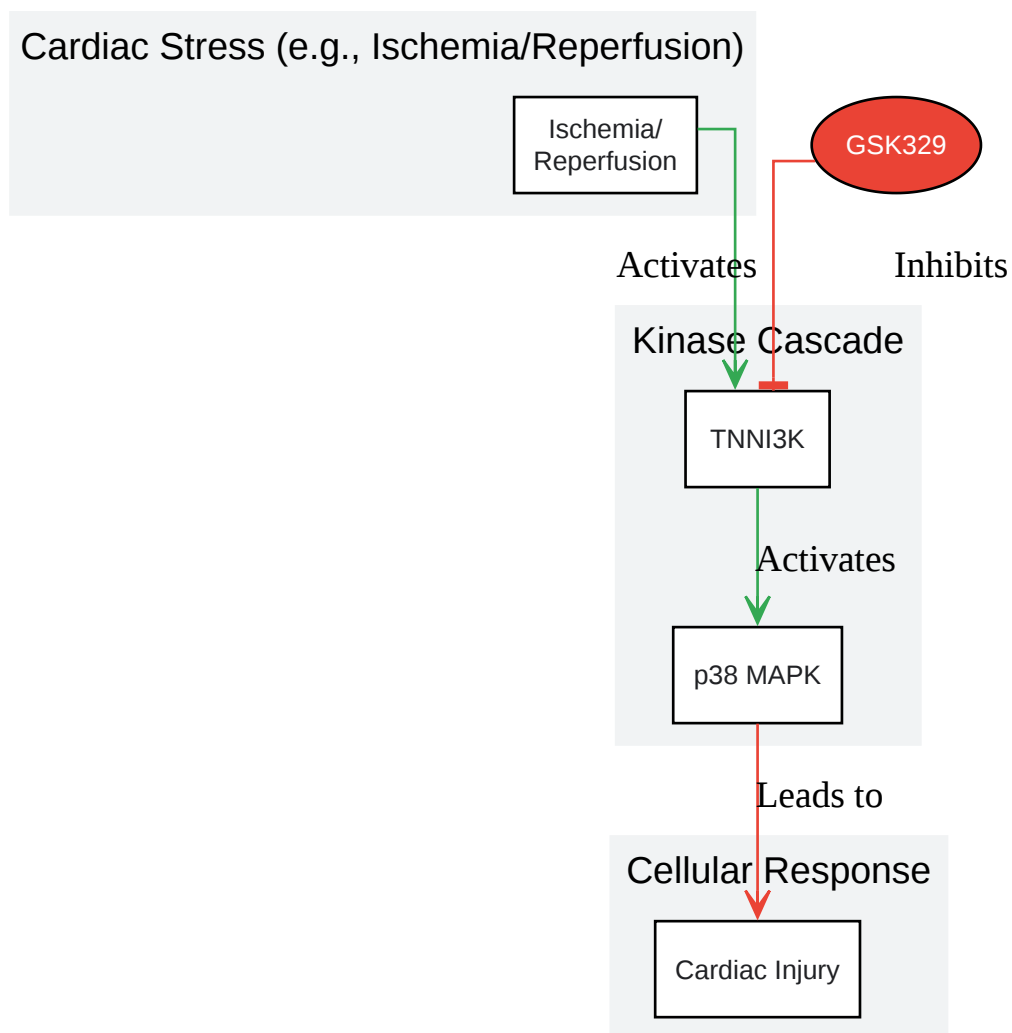 Cardiac Stress (e.g., Ischemia/Reperfusion)
Ischemia/
Reperfusion
GSK329
Activates
Inhibits
Kinase Cascade
TNNI3K
Activates
p38 MAPK
Leads to
Cellular Response
Cardiac Injury